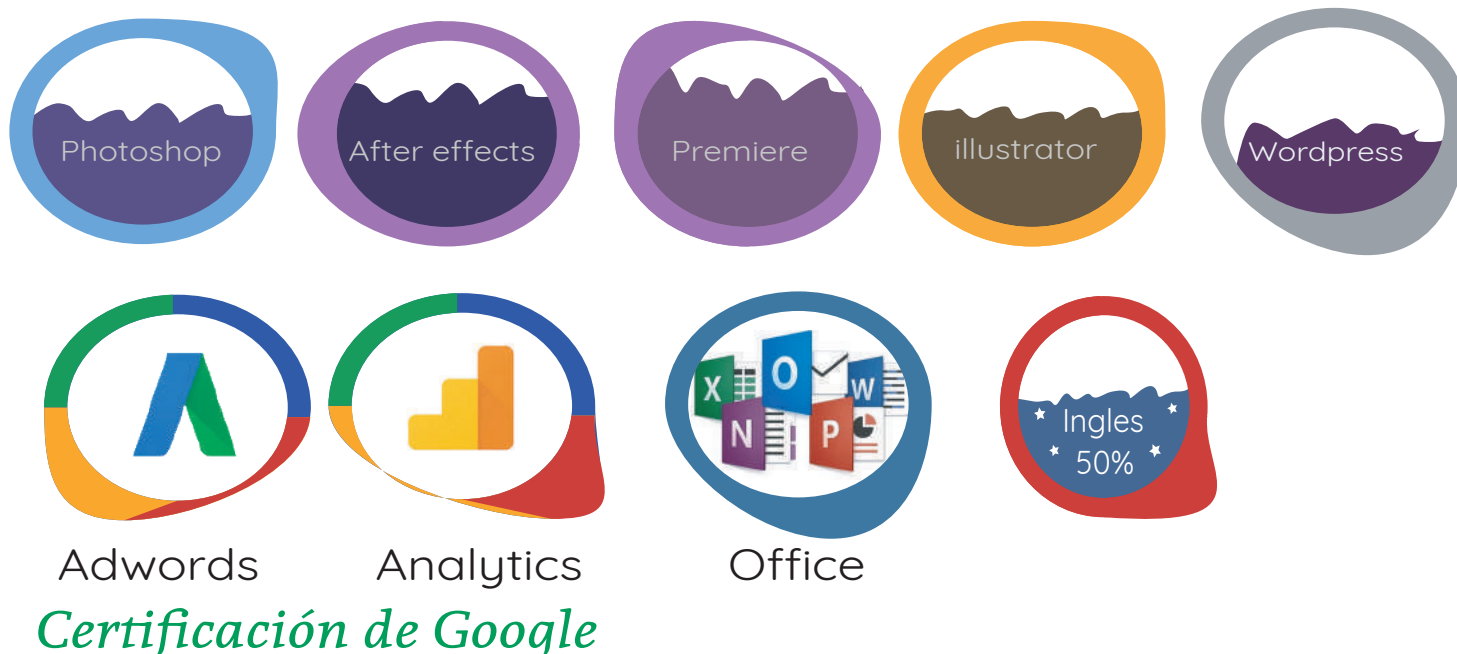 Photoshop
After effects
Premiere
illustrator
Wordpress
X
O
W
N
P
Ingles
50%
Adwords
Analytics
Office
Certificación de Google